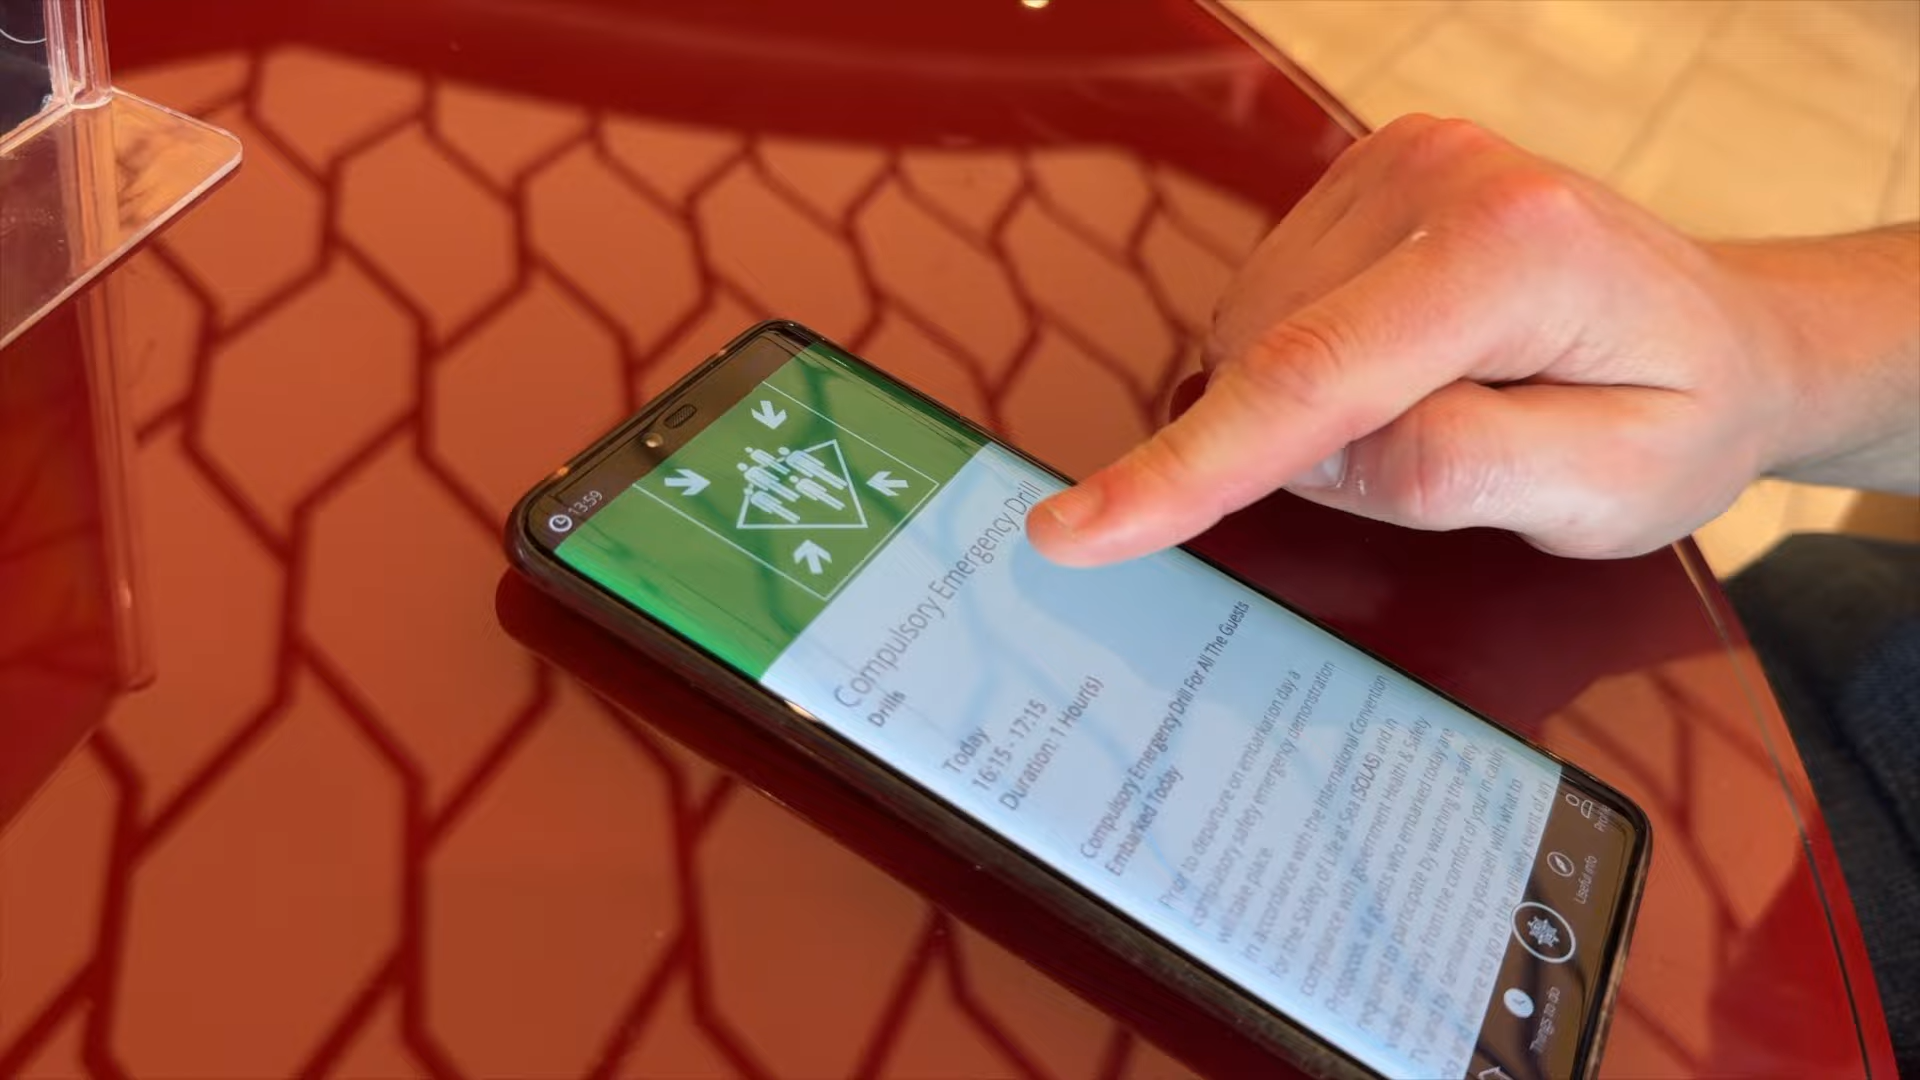 13:59
Compulsory Emergency Drill
Drills
Today
16:15 - 17:15
Duration: 1 Hour(s)
Compulsory Emergency Drill For All The Guests
Embarked Today
Prior to departure on embarkation day a
compulsory safety emergency demonstration
will take place.
In accordance with the International Convention
for the Safety of Life at Sea (SOLAS) and in
compliance with government Health & Safety
Protocols, all guests who embarked today are
required to participate by watching the safety
video directly from the comfort of your in cabin
TV and by familiarising yourself with what to
do and where to go in the unlikely event of an
Profile
Useful info
Things to do